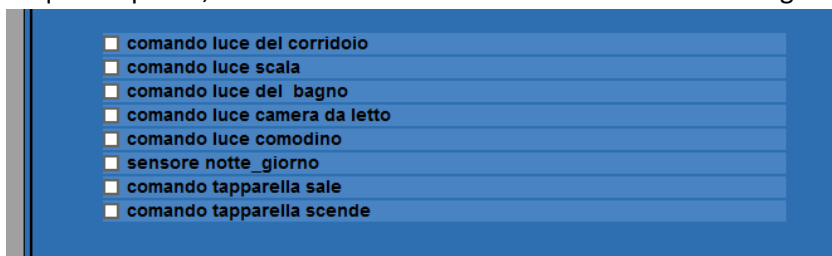 comando luce del corridoio
comando luce scala
comando luce del  bagno
comando luce camera da letto
comando luce comodino
sensore notte_giorno
comando tapparella sale
comando tapparella scende